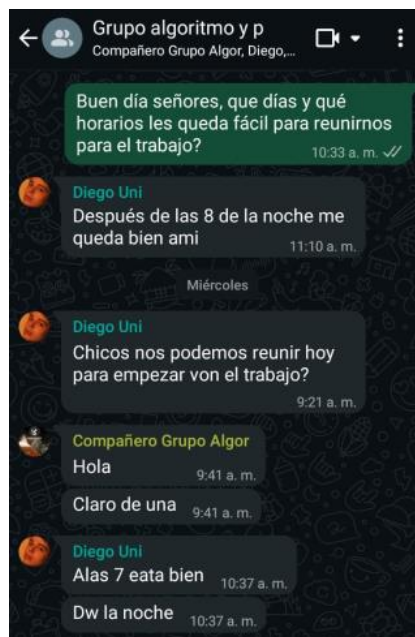 Grupo algoritmo y p
Compañero Grupo Algor, Diego,...
Buen día señores, que días y qué
horarios les queda fácil para reunirnos
para el trabajo?
10:33 a. m.
Diego Uni
Después de las 8 de la noche me
queda bien ami
11:10 a. m.
Miércoles
Diego Uni
Chicos nos podemos reunir hoy
para empezar von el trabajo?
9:21 a. m.
Compañero Grupo Algor
Hola
9:41 a. m.
Claro de una
9:41 a. m.
Diego Uni
Alas 7 eata bien
10:37 a. m.
Dw la noche
10:37 a. m.